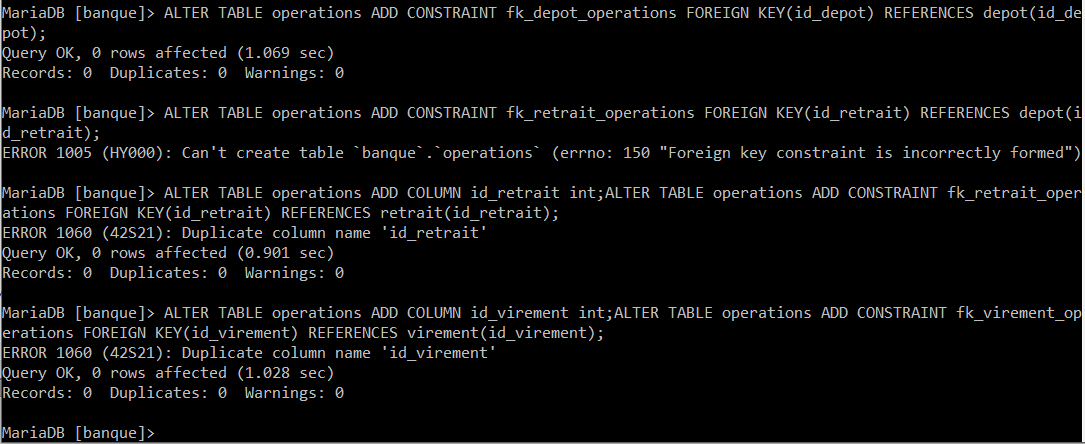 MariaDB [banque]> ALTER TABLE operations ADD CONSTRAINT fk_depot_operations FOREIGN KEY(id_depot) REFERENCES depot(id_de
pot);
Query OK, 0 rows affected (1.069 sec)
Records: 0  Duplicates: 0  Warnings: 0
MariaDB [banque]> ALTER TABLE operations ADD CONSTRAINT fk_retrait_operations FOREIGN KEY(id_retrait) REFERENCES depot(i
d_retrait);
ERROR 1005 (HY000): Can't create table `banque`.`operations` (errno: 150 "Foreign key constraint is incorrectly formed")
MariaDB [banque]> ALTER TABLE operations ADD COLUMN id_retrait int;ALTER TABLE operations ADD CONSTRAINT fk_retrait_oper
ations FOREIGN KEY(id_retrait) REFERENCES retrait(id_retrait);
ERROR 1060 (42S21): Duplicate column name 'id_retrait'
Query OK, 0 rows affected (0.901 sec)
Records: 0  Duplicates: 0  Warnings: 0
MariaDB [banque]> ALTER TABLE operations ADD COLUMN id_virement int;ALTER TABLE operations ADD CONSTRAINT fk_virement_op
erations FOREIGN KEY(id_virement) REFERENCES virement(id_virement);
ERROR 1060 (42S21): Duplicate column name 'id_virement'
Query OK, 0 rows affected (1.028 sec)
Records: 0  Duplicates: 0  Warnings: 0
MariaDB [banque]>